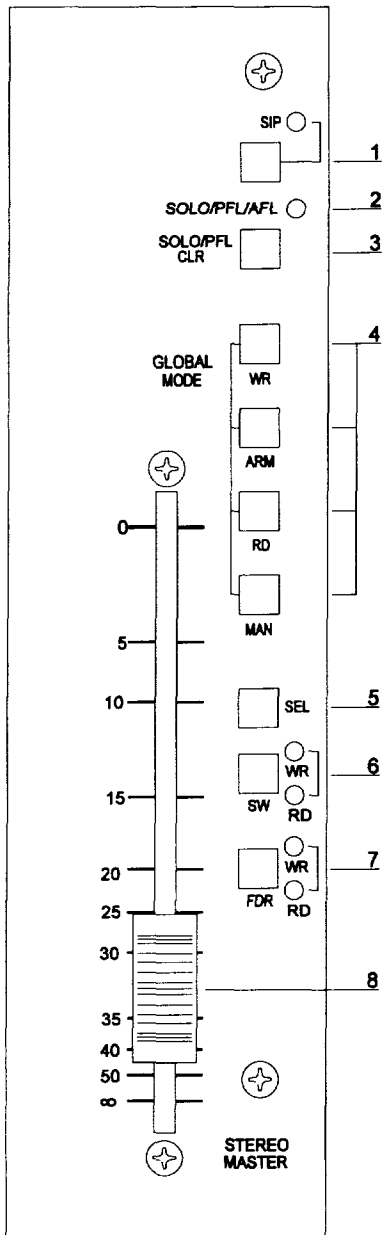 SIP
1
SOLO/PFL/AFL
2
SOLO/PFL
CLR
3
4
GLOBAL
MODE
WR
ARM
0
RD
MAN
5
10
SEL
5
WR
6
15
SW
RD
WR
7
20
FDR
RD
25
30
8
35
40
50
∞
STEREO
MASTER